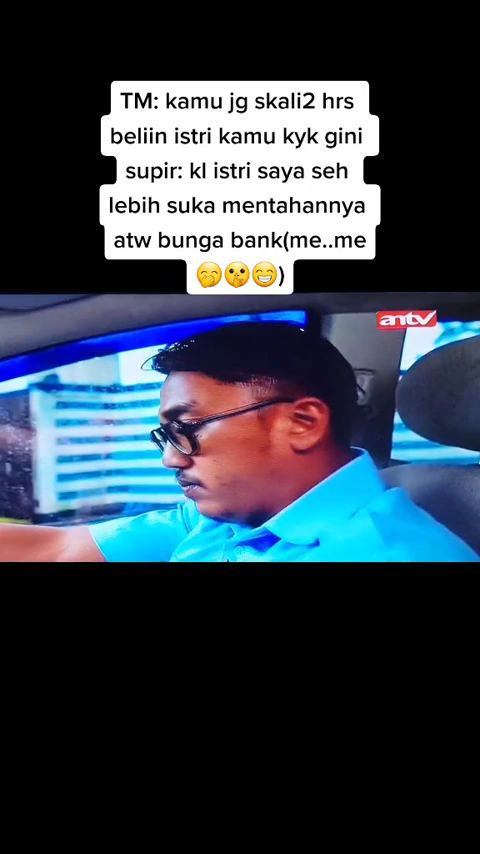 TM: kamu jg skali2 hrs
beliin istri kamu kyk gini
supir: kl istri saya seh
lebih suka mentahannya
atw bunga bank(me..me
🤭🤫😁)
antv